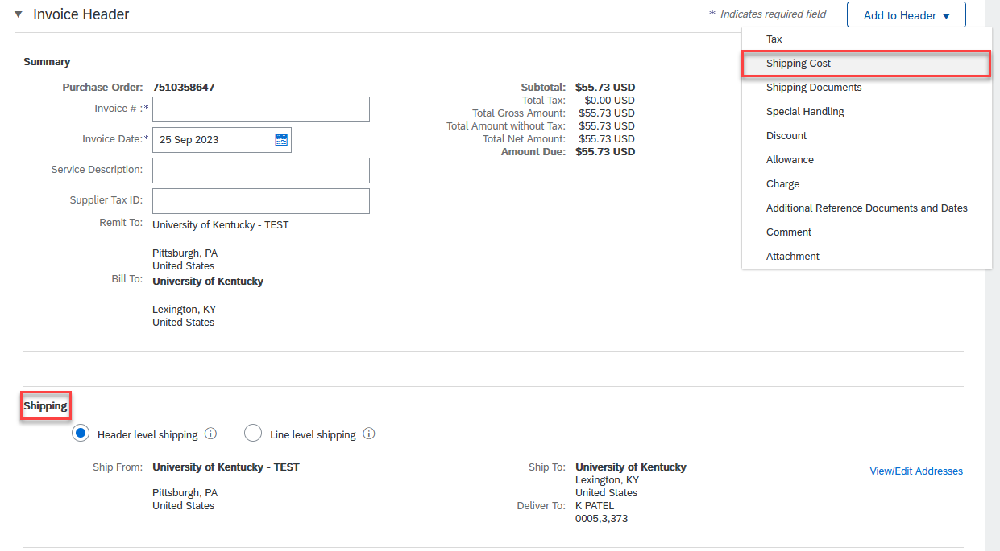 Invoice Header
* Indicates required field
Add to Header
Tax
Shipping Cost
Shipping Documents
Special Handling
Discount
Allowance
Charge
Additional Reference Documents and Dates
Comment
Attachment
Summary
Purchase Order: 7510358647
Invoice #-:*
Invoice Date:* 25 Sep 2023
Service Description:
Supplier Tax ID:
Remit To: University of Kentucky - TEST
Pittsburgh, PA
United States
Bill To: University of Kentucky
Lexington, KY
United States
Subtotal: $55.73 USD
Total Tax: $0.00 USD
Total Gross Amount: $55.73 USD
Total Amount without Tax: $55.73 USD
Total Net Amount: $55.73 USD
Amount Due: $55.73 USD
Shipping
Header level shipping
Line level shipping
Ship From: University of Kentucky - TEST
Pittsburgh, PA
United States
Ship To: University of Kentucky
Lexington, KY
United States
Deliver To: K PATEL
0005,3,373
View/Edit Addresses